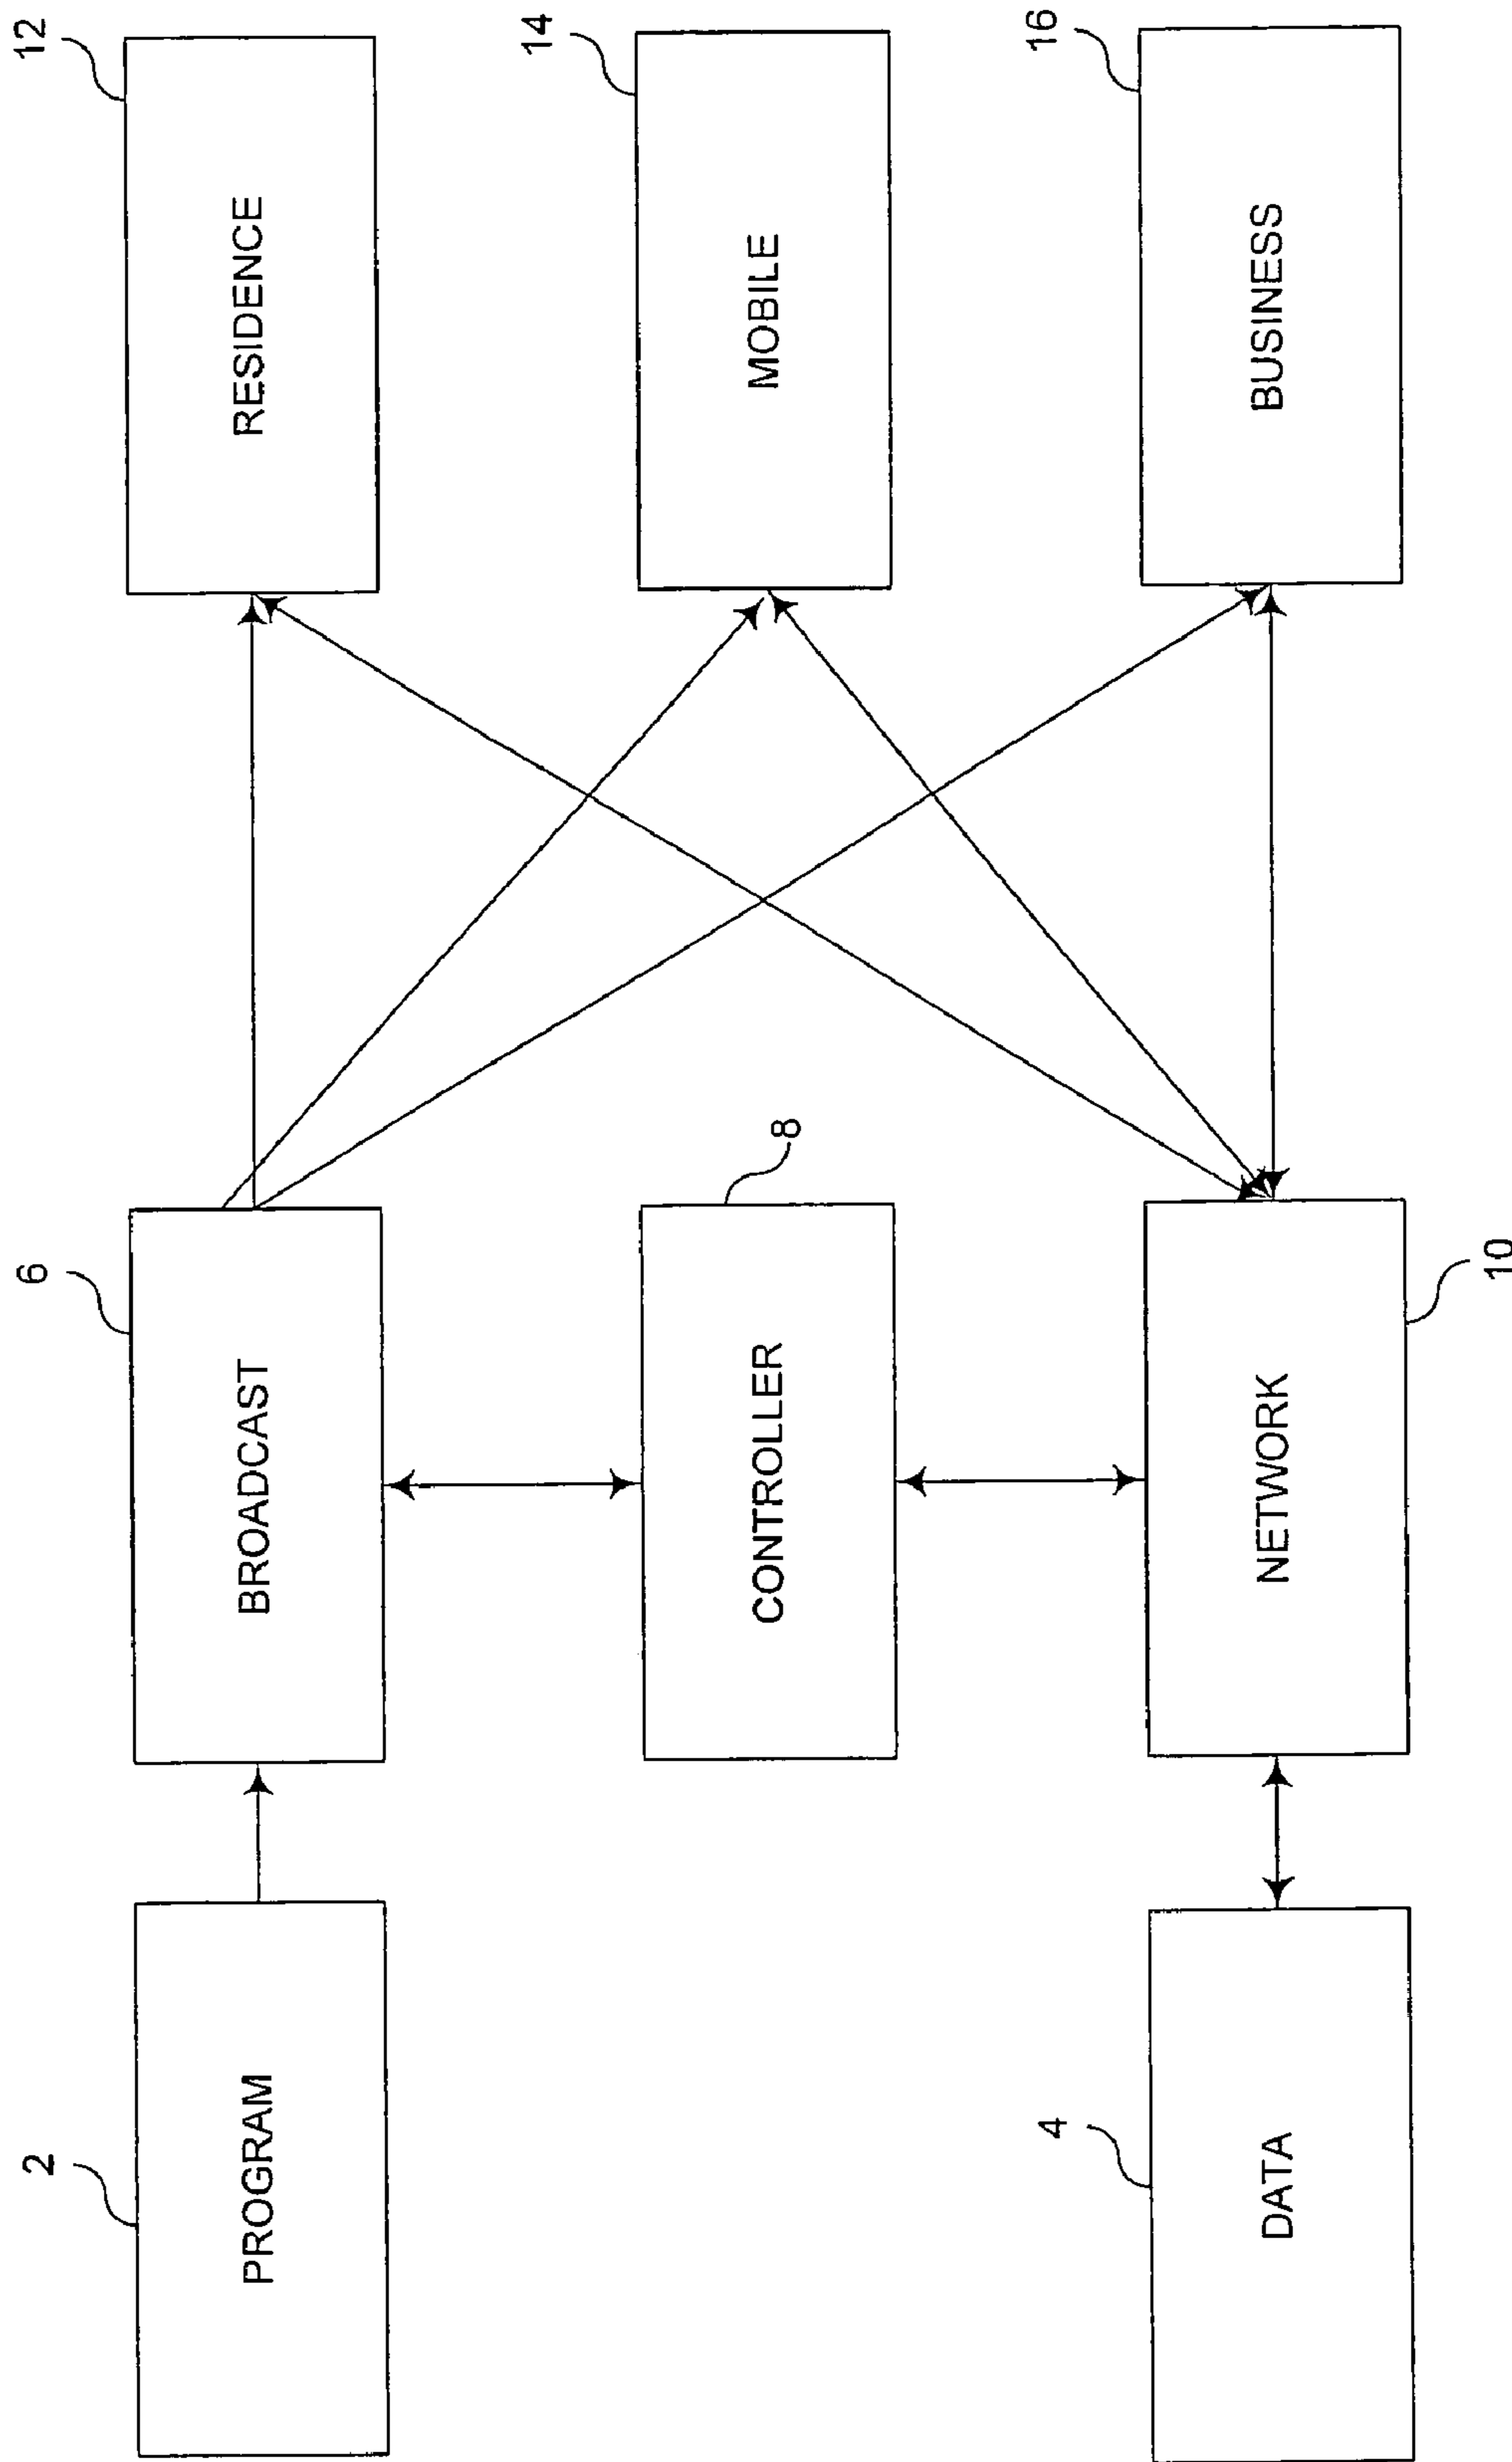 2
PROGRAM
6
BROADCAST
12
RESIDENCE
8
CONTROLLER
14
MOBILE
4
DATA
10
NETWORK
16
BUSINESS